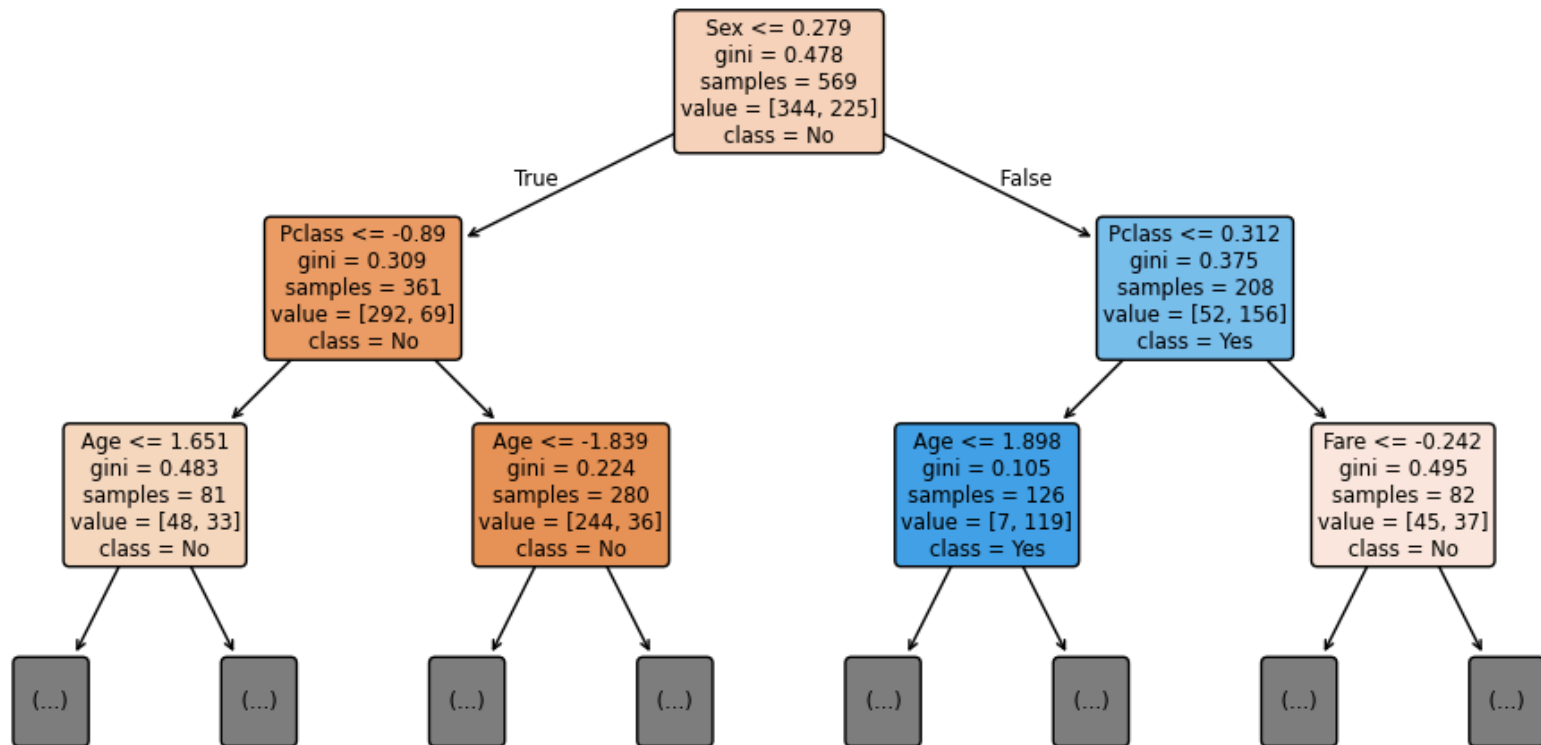 Sex <= 0.279
gini = 0.478
samples = 569
value = [344, 225]
class = No
True
False
Pclass <= -0.89
gini = 0.309
samples = 361
value = [292, 69]
class = No
Pclass <= 0.312
gini = 0.375
samples = 208
value = [52, 156]
class = Yes
Age <= 1.651
gini = 0.483
samples = 81
value = [48, 33]
class = No
Age <= -1.839
gini = 0.224
samples = 280
value = [244, 36]
class = No
Age <= 1.898
gini = 0.105
samples = 126
value = [7, 119]
class = Yes
Fare <= -0.242
gini = 0.495
samples = 82
value = [45, 37]
class = No
(...)
(...)
(...)
(...)
(...)
(...)
(...)
(...)